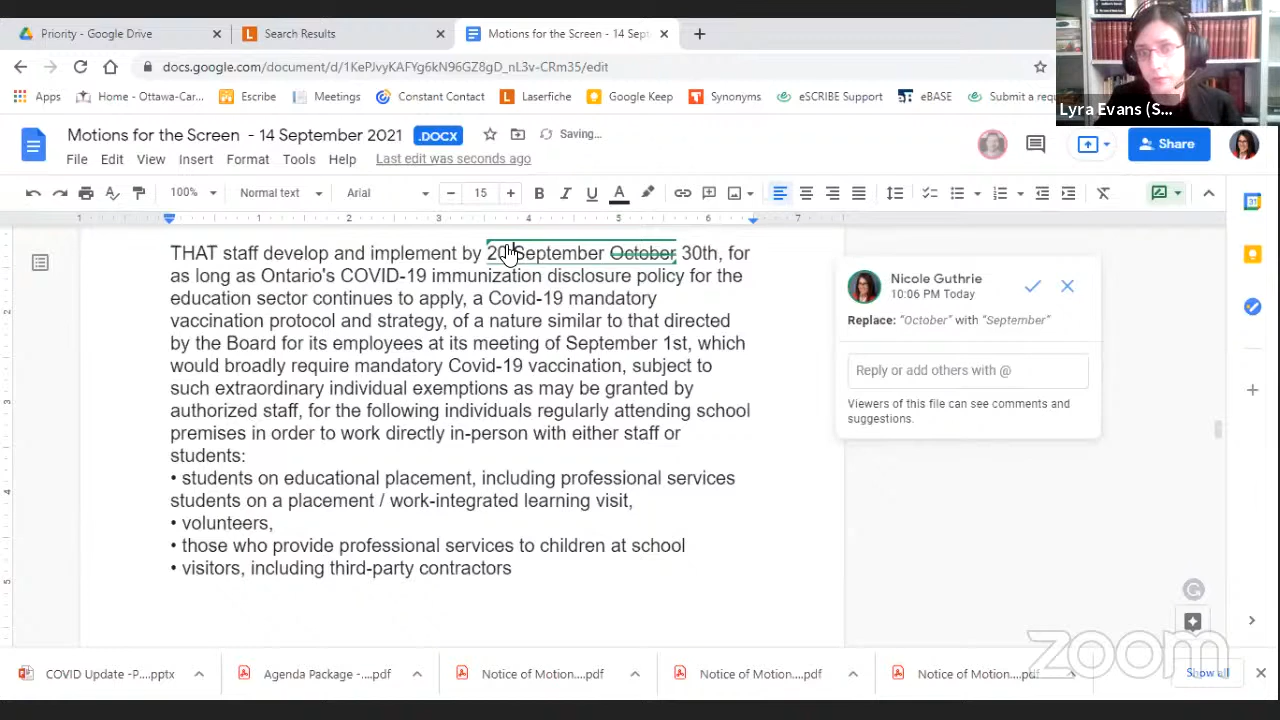 Priority - Google Drive
Search Results
Motions for the Screen - 14 Sept
docs.google.com/document/d/1kePJvyKAFYg6kN96GZ8gD_nL3v-CRm35/edit
Apps
Home - Ottawa-Car...
Escribe
Meetings
Constant Contact
Laserfiche
Google Keep
Synonyms
eSCRIBE Support
eBASE
Submit a requ
Lyra Evans (S...
Motions for the Screen - 14 September 2021
.DOCX
Saving...
File Edit View Insert Format Tools Help
Last edit was seconds ago
Share
100%
Normal text
Arial
15
1 1 2 3 4 5 6 7
THAT staff develop and implement by 20 September October 30th, for
as long as Ontario's COVID-19 immunization disclosure policy for the
education sector continues to apply, a Covid-19 mandatory
vaccination protocol and strategy, of a nature similar to that directed
by the Board for its employees at its meeting of September 1st, which
would broadly require mandatory Covid-19 vaccination, subject to
such extraordinary individual exemptions as may be granted by
authorized staff, for the following individuals regularly attending school
premises in order to work directly in-person with either staff or
students:
• students on educational placement, including professional services
students on a placement / work-integrated learning visit,
• volunteers,
• those who provide professional services to children at school
• visitors, including third-party contractors
Nicole Guthrie
10:06 PM Today
Replace: “October” with “September”
Reply or add others with @
Viewers of this file can see comments and
suggestions.
2
3
4
5
zoom
COVID Update -P....pptx
Agenda Package -....pdf
Notice of Motion....pdf
Notice of Motion....pdf
Notice of Motion....pdf
Show all